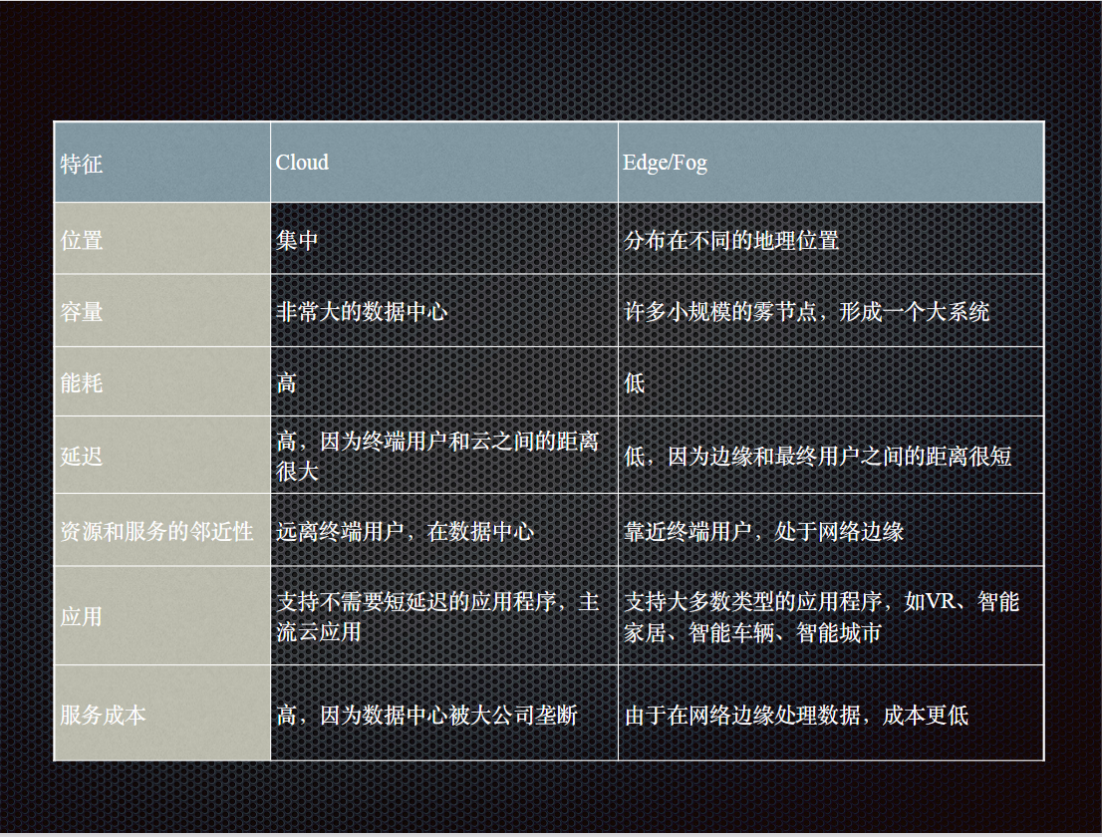 特征
Cloud
Edge/Fog
位置
集中
分布在不同的地理位置
容量
非常大的数据中心
许多小规模的雾节点，形成一个大系统
能耗
高
低
延迟
高，因为终端用户和云之间的距离
很大
低，因为边缘和最终用户之间的距离很短
资源和服务的邻近性
远离终端用户，在数据中心
靠近终端用户，处于网络边缘
应用
支持不需要短延迟的应用程序，主
流云应用
支持大多数类型的应用程序，如VR、智能
家居、智能车辆、智能城市
服务成本
高，因为数据中心被大公司垄断
由于在网络边缘处理数据，成本更低